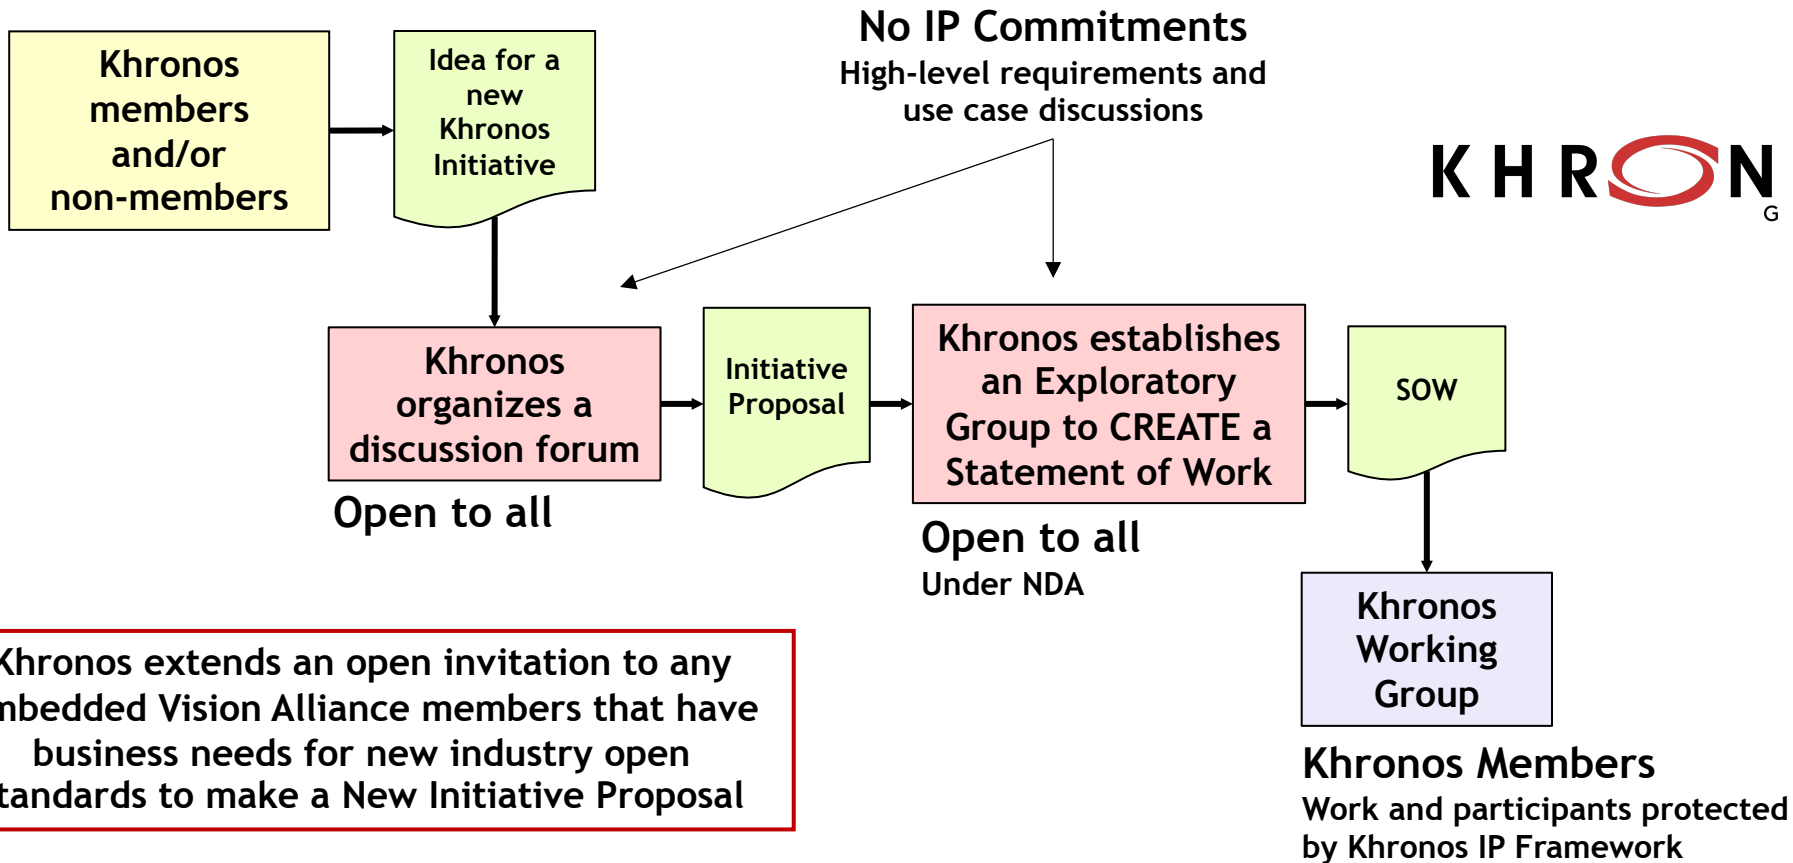 Khronos
members
and/or
non-members
Idea for a
new
Khronos
Initiative
No IP Commitments
High-level requirements and
use case discussions
KHRON
G
Khronos
organizes a
discussion forum
Open to all
Initiative
Proposal
Khronos establishes
an Exploratory
Group to CREATE a
Statement of Work
Open to all
Under NDA
SOW
Khronos
Working
Group
Khronos Members
Work and participants protected
by Khronos IP Framework
Khronos extends an open invitation to any
mbedded Vision Alliance members that have
business needs for new industry open
tandards to make a New Initiative Proposal